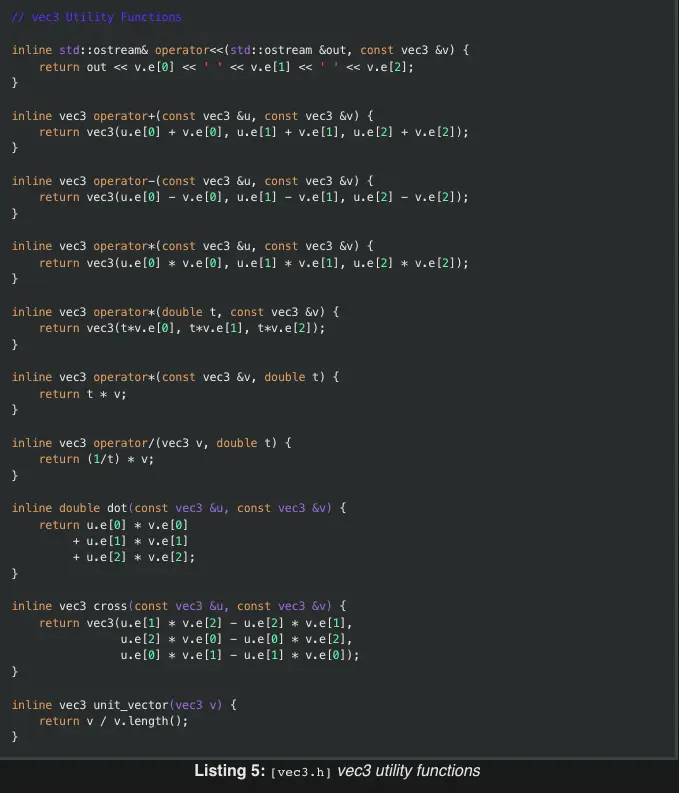 // vec3 Utility Functions
inline std::ostream& operator<<(std::ostream &out, const vec3 &v) {
    return out << v.e[0] << ' ' << v.e[1] << ' ' << v.e[2];
}
inline vec3 operator+(const vec3 &u, const vec3 &v) {
    return vec3(u.e[0] + v.e[0], u.e[1] + v.e[1], u.e[2] + v.e[2]);
}
inline vec3 operator-(const vec3 &u, const vec3 &v) {
    return vec3(u.e[0] - v.e[0], u.e[1] - v.e[1], u.e[2] - v.e[2]);
}
inline vec3 operator*(const vec3 &u, const vec3 &v) {
    return vec3(u.e[0] * v.e[0], u.e[1] * v.e[1], u.e[2] * v.e[2]);
}
inline vec3 operator*(double t, const vec3 &v) {
    return vec3(t*v.e[0], t*v.e[1], t*v.e[2]);
}
inline vec3 operator*(const vec3 &v, double t) {
    return t * v;
}
inline vec3 operator/(vec3 v, double t) {
    return (1/t) * v;
}
inline double dot(const vec3 &u, const vec3 &v) {
    return u.e[0] * v.e[0]
         + u.e[1] * v.e[1]
         + u.e[2] * v.e[2];
}
inline vec3 cross(const vec3 &u, const vec3 &v) {
    return vec3(u.e[1] * v.e[2] - u.e[2] * v.e[1],
                u.e[2] * v.e[0] - u.e[0] * v.e[2],
                u.e[0] * v.e[1] - u.e[1] * v.e[0]);
}
inline vec3 unit_vector(vec3 v) {
    return v / v.length();
}
Listing 5: [vec3.h] vec3 utility functions